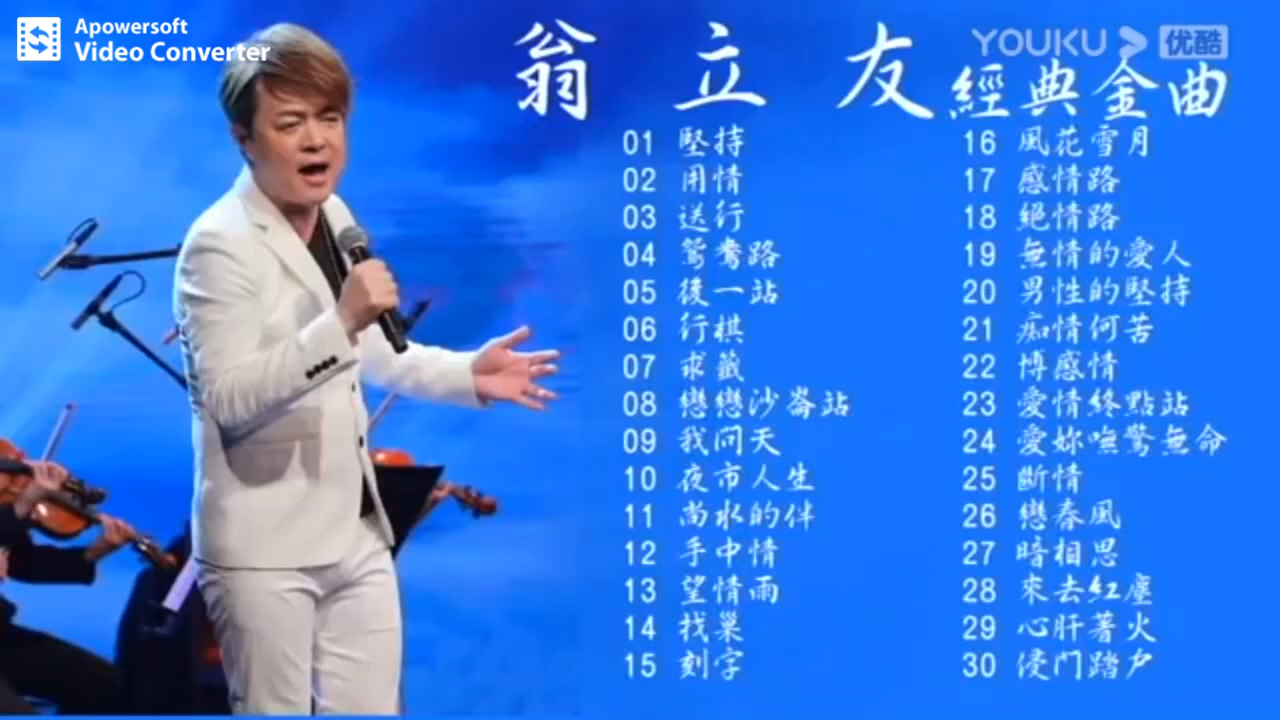 Apowersoft
Video Converter
YOUKU 优酷
翁立友 經典金曲
01 堅持
02 用情
03 送行
04 鴛鴦路
05 後一站
06 行棋
07 求籤
08 戀戀沙崙站
09 我問天
10 夜市人生
11 尚水的伴
12 手中情
13 望情雨
14 找巢
15 刻字
16 風花雪月
17 感情路
18 絕情路
19 無情的愛人
20 男性的堅持
21 痴情何苦
22 博感情
23 愛情終點站
24 愛妳嘸驚無命
25 斷情
26 戀春風
27 暗相思
28 來去紅塵
29 心肝著火
30 侵門踏戶